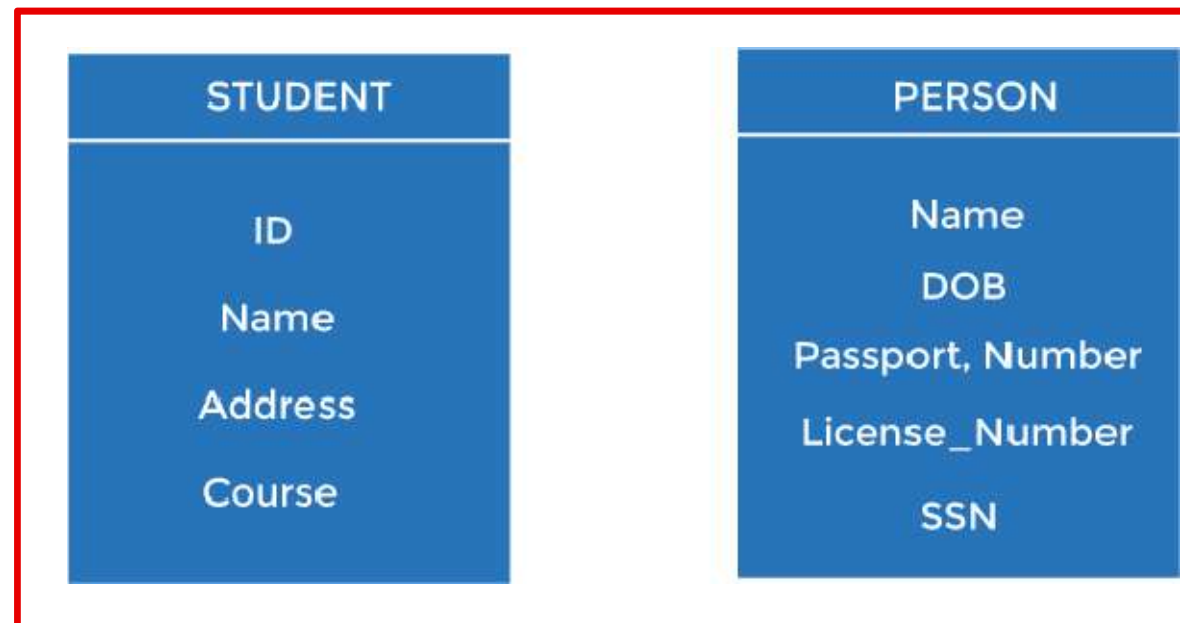 STUDENT
ID
Name
Address
Course
PERSON
Name
DOB
Passport, Number
License_Number
SSN